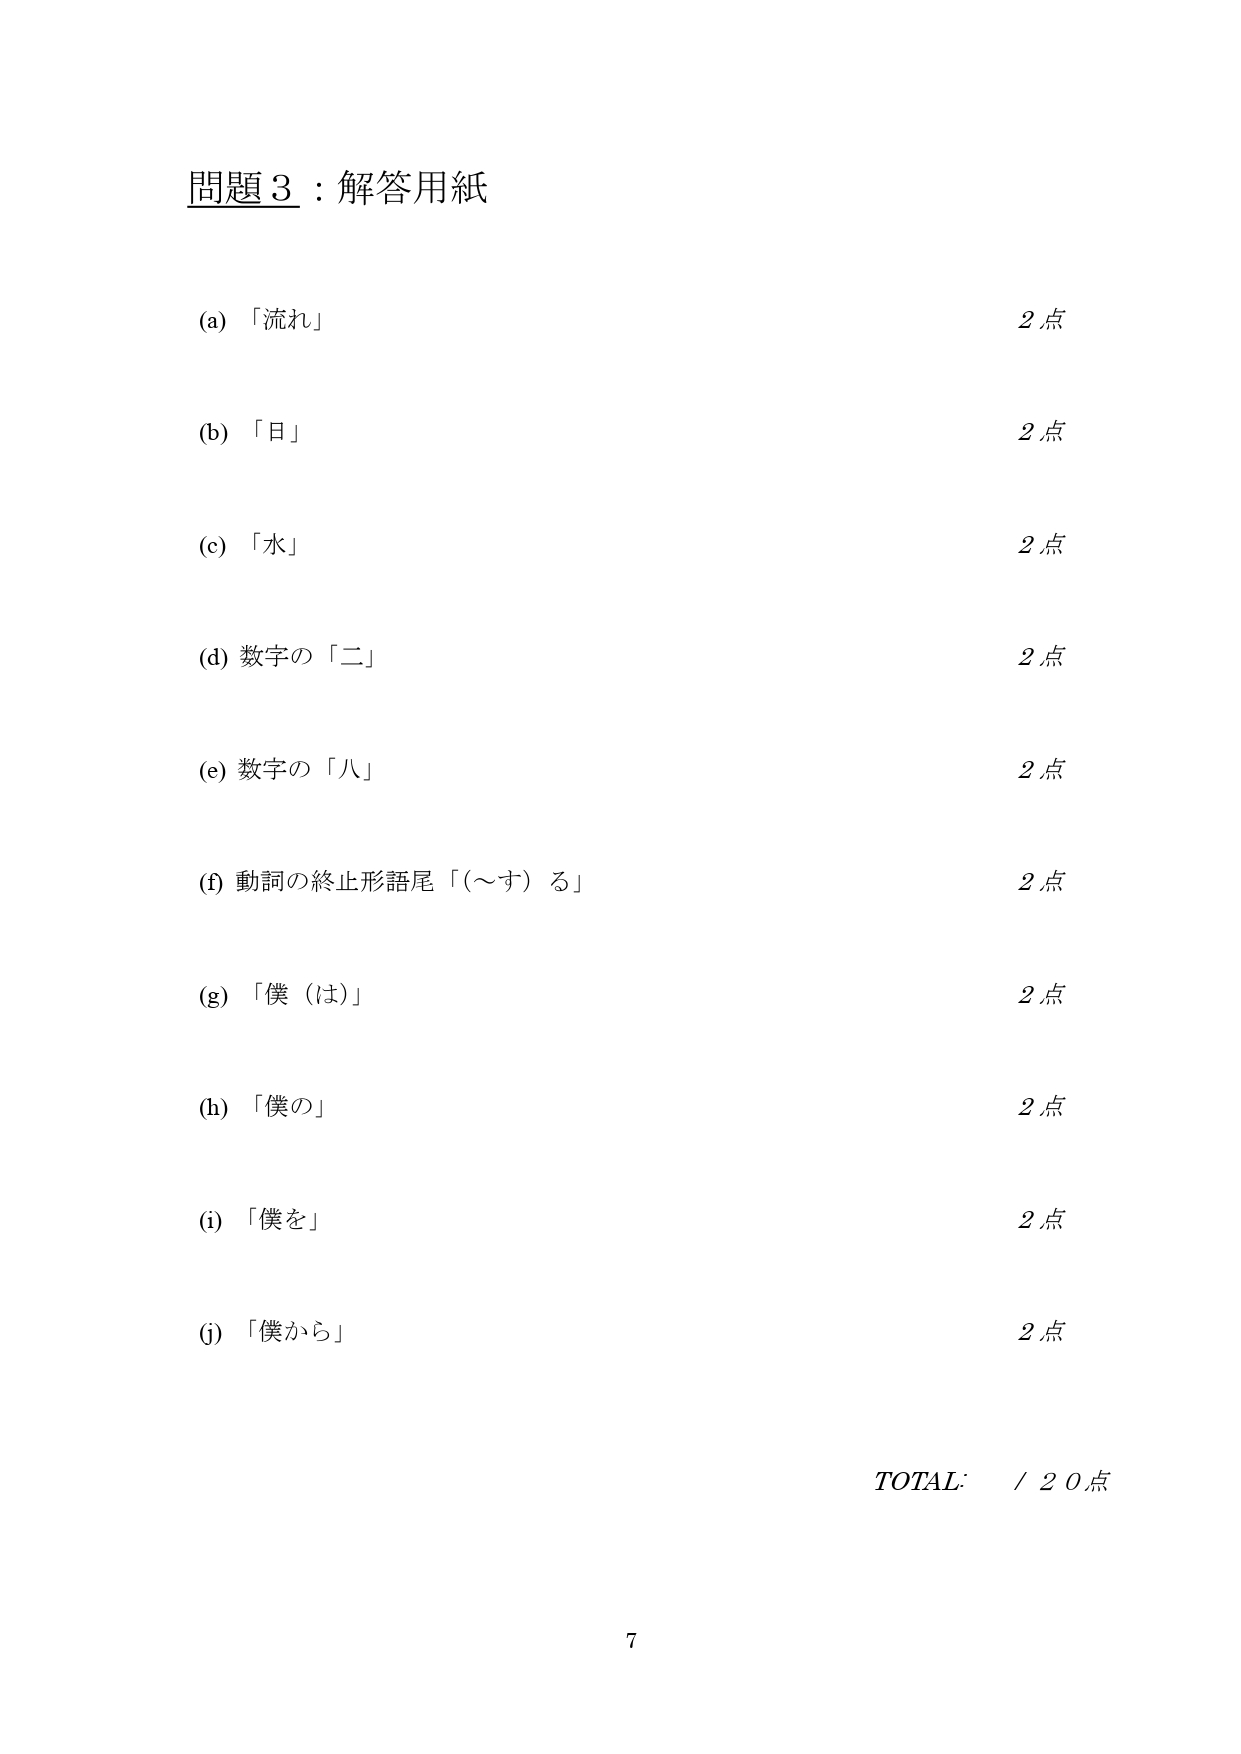 問題３：解答用紙
(a) 「流れ」 2点
(b) 「日」 2点
(c) 「水」 2点
(d) 数字の「二」 2点
(e) 数字の「八」 2点
(f) 動詞の終止形語尾「(～す）る」 2点
(g) 「僕（は)」 2点
(h) 「僕の」 2点
(i) 「僕を」 2点
(j) 「僕から」 2点
TOTAL: / ２０点
7